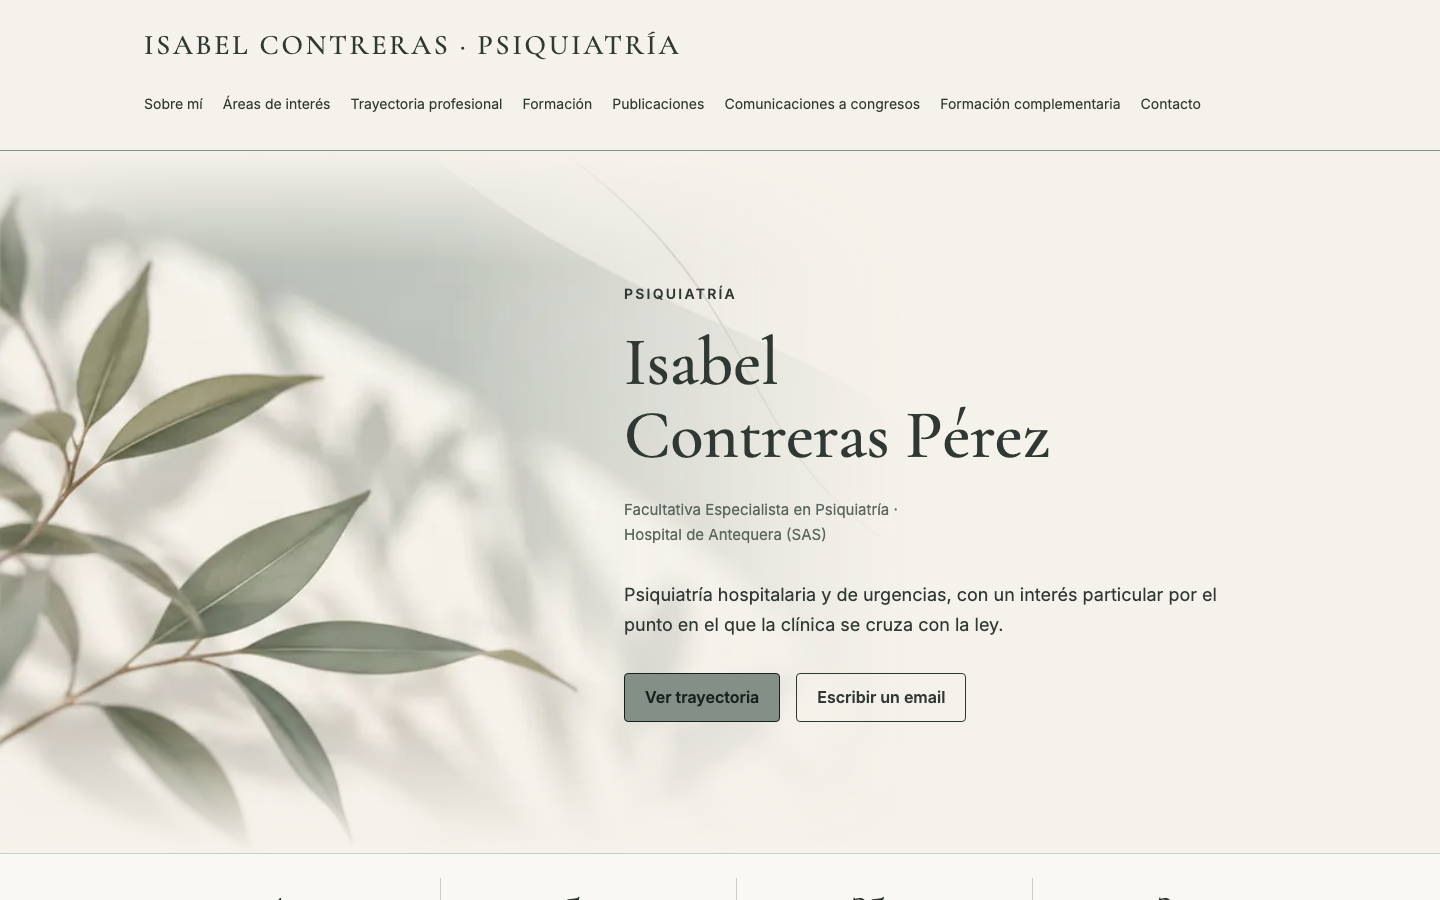 ISABEL CONTRERAS · PSIQUIATRÍA
Sobre mí Áreas de interés Trayectoria profesional Formación Publicaciones Comunicaciones a congresos Formación complementaria Contacto
PSIQUIATRÍA
Isabel
Contreras Pérez
Facultativa Especialista en Psiquiatría ·
Hospital de Antequera (SAS)
Psiquiatría hospitalaria y de urgencias, con un interés particular por el
punto en el que la clínica se cruza con la ley.
Ver trayectoria Escribir un email